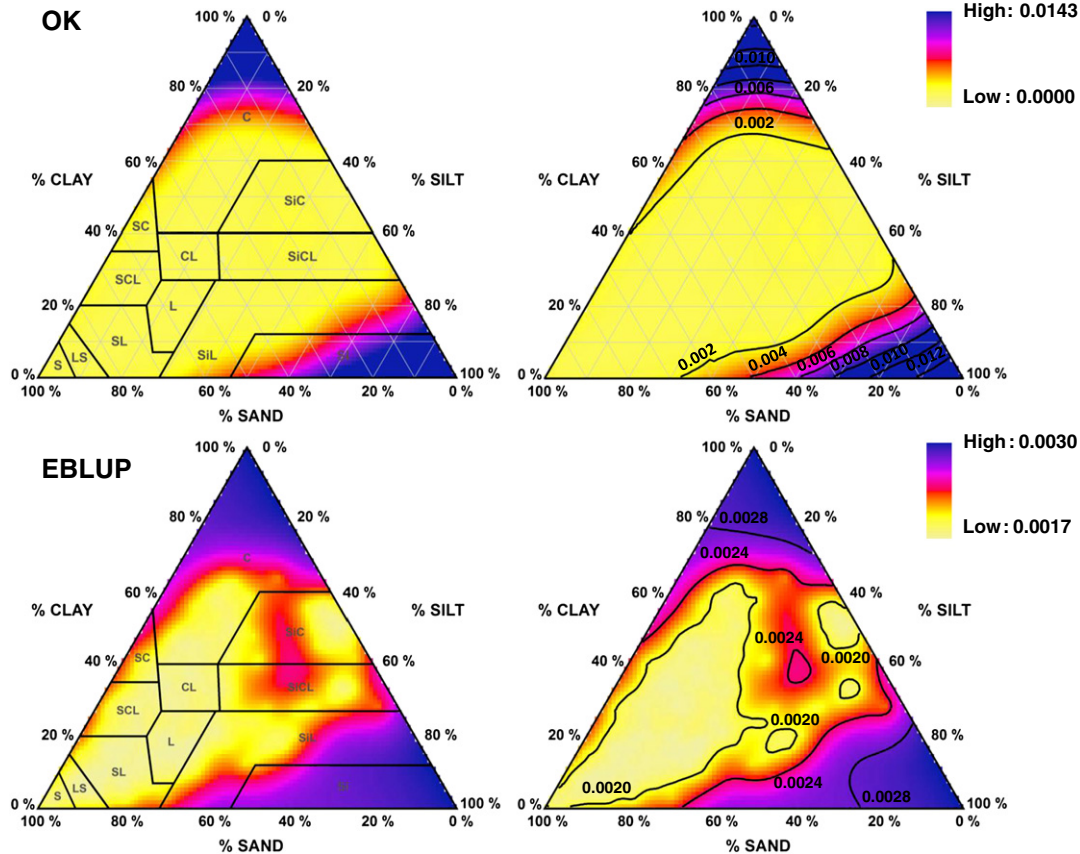 OK
100 % 0 %
80 % 20 %
C
60 % 40 %
% CLAY % SILT
SiC
SC
40 % 60 %
CL SiCL
SCL
20 % L 80 %
SL
SiL Si
S LS
0 % 100 %
100 % 80 % 60 % 40 % 20 % 0 %
% SAND
100 % 0 %
0.010
80 % 20 %
0.006
0.002
60 % 40 %
% CLAY % SILT
40 % 60 %
20 % 80 %
0.002 0.004 0.006 0.008 0.010 0.012
0 % 100 %
100 % 80 % 60 % 40 % 20 % 0 %
% SAND
High: 0.0143
Low: 0.0000
EBLUP
100 % 0 %
80 % 20 %
C
60 % 40 %
% CLAY % SILT
SiC
SC
40 % 60 %
CL SiCL
SCL
20 % L SiL 80 %
SL
Si
S LS
0 % 100 %
100 % 80 % 60 % 40 % 20 % 0 %
% SAND
100 % 0 %
80 % 0.0028 20 %
0.0024
60 % 40 %
% CLAY % SILT
0.0024
0.0020
40 % 60 %
0.0020
20 % 80 %
0.0024
0.0020 0.0028
0 % 100 %
100 % 80 % 60 % 40 % 20 % 0 %
% SAND
High: 0.0030
Low: 0.0017